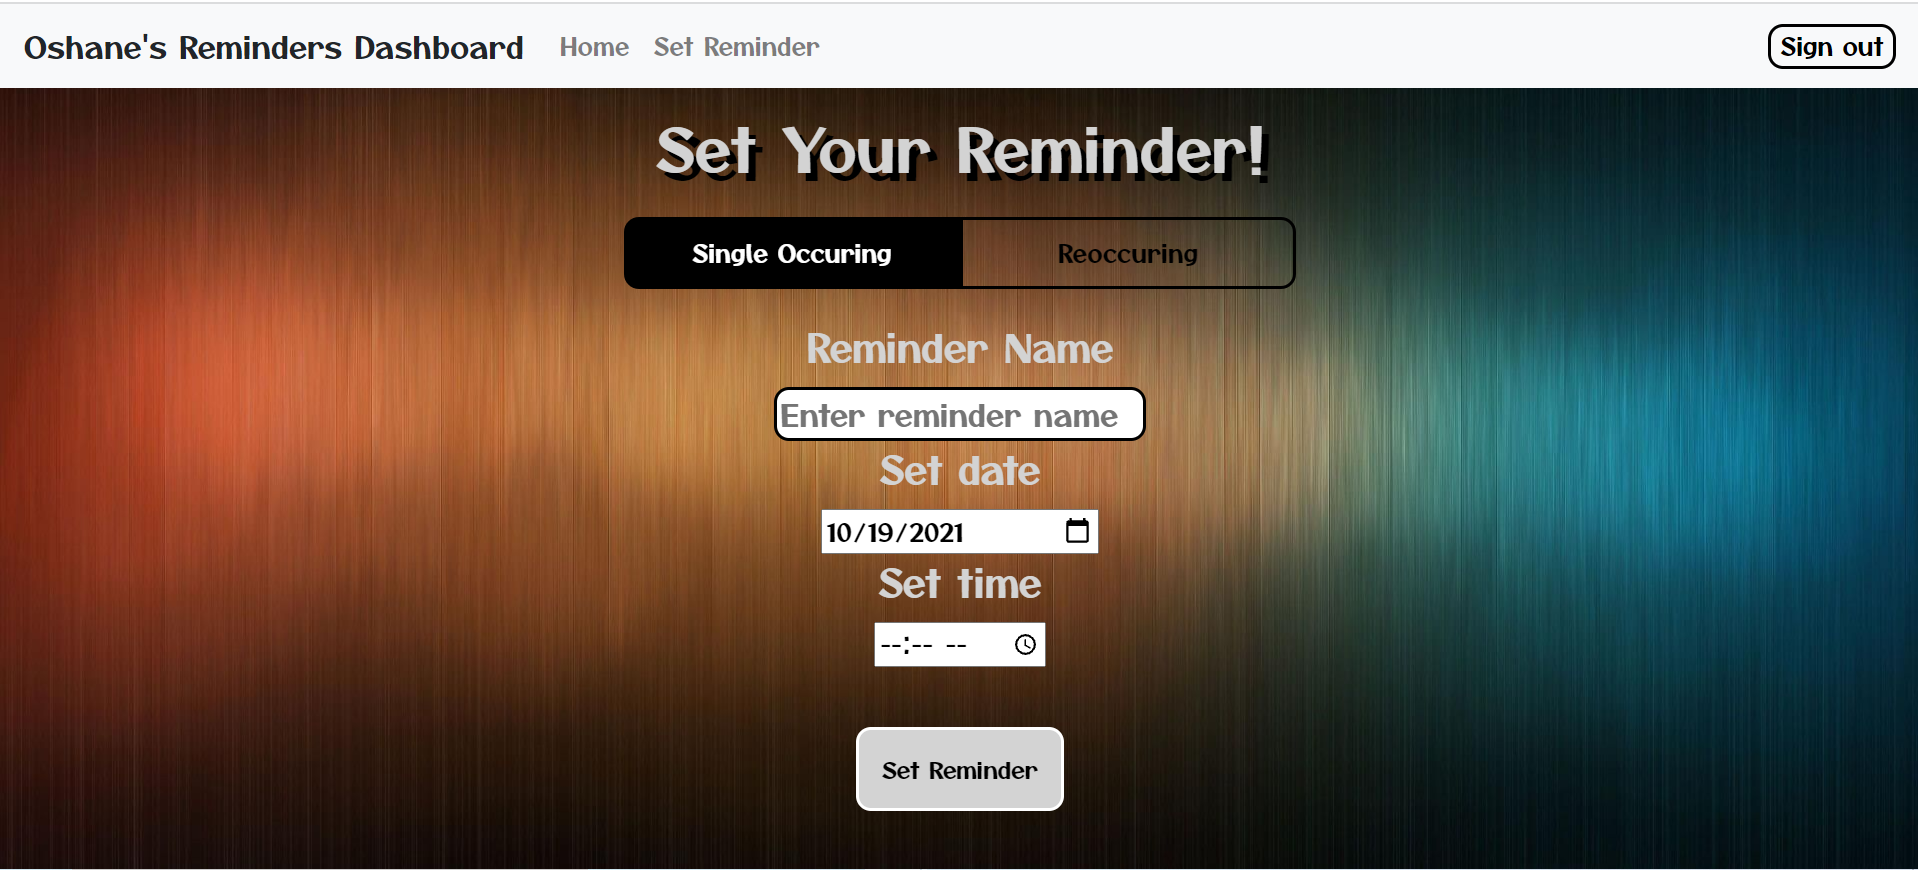 Oshane's Reminders Dashboard Home Set Reminder Sign out
Set Your Reminder!
Single Occuring Reoccuring
Reminder Name
Enter reminder name
Set date
10/19/2021
Set time
--:-- --
Set Reminder